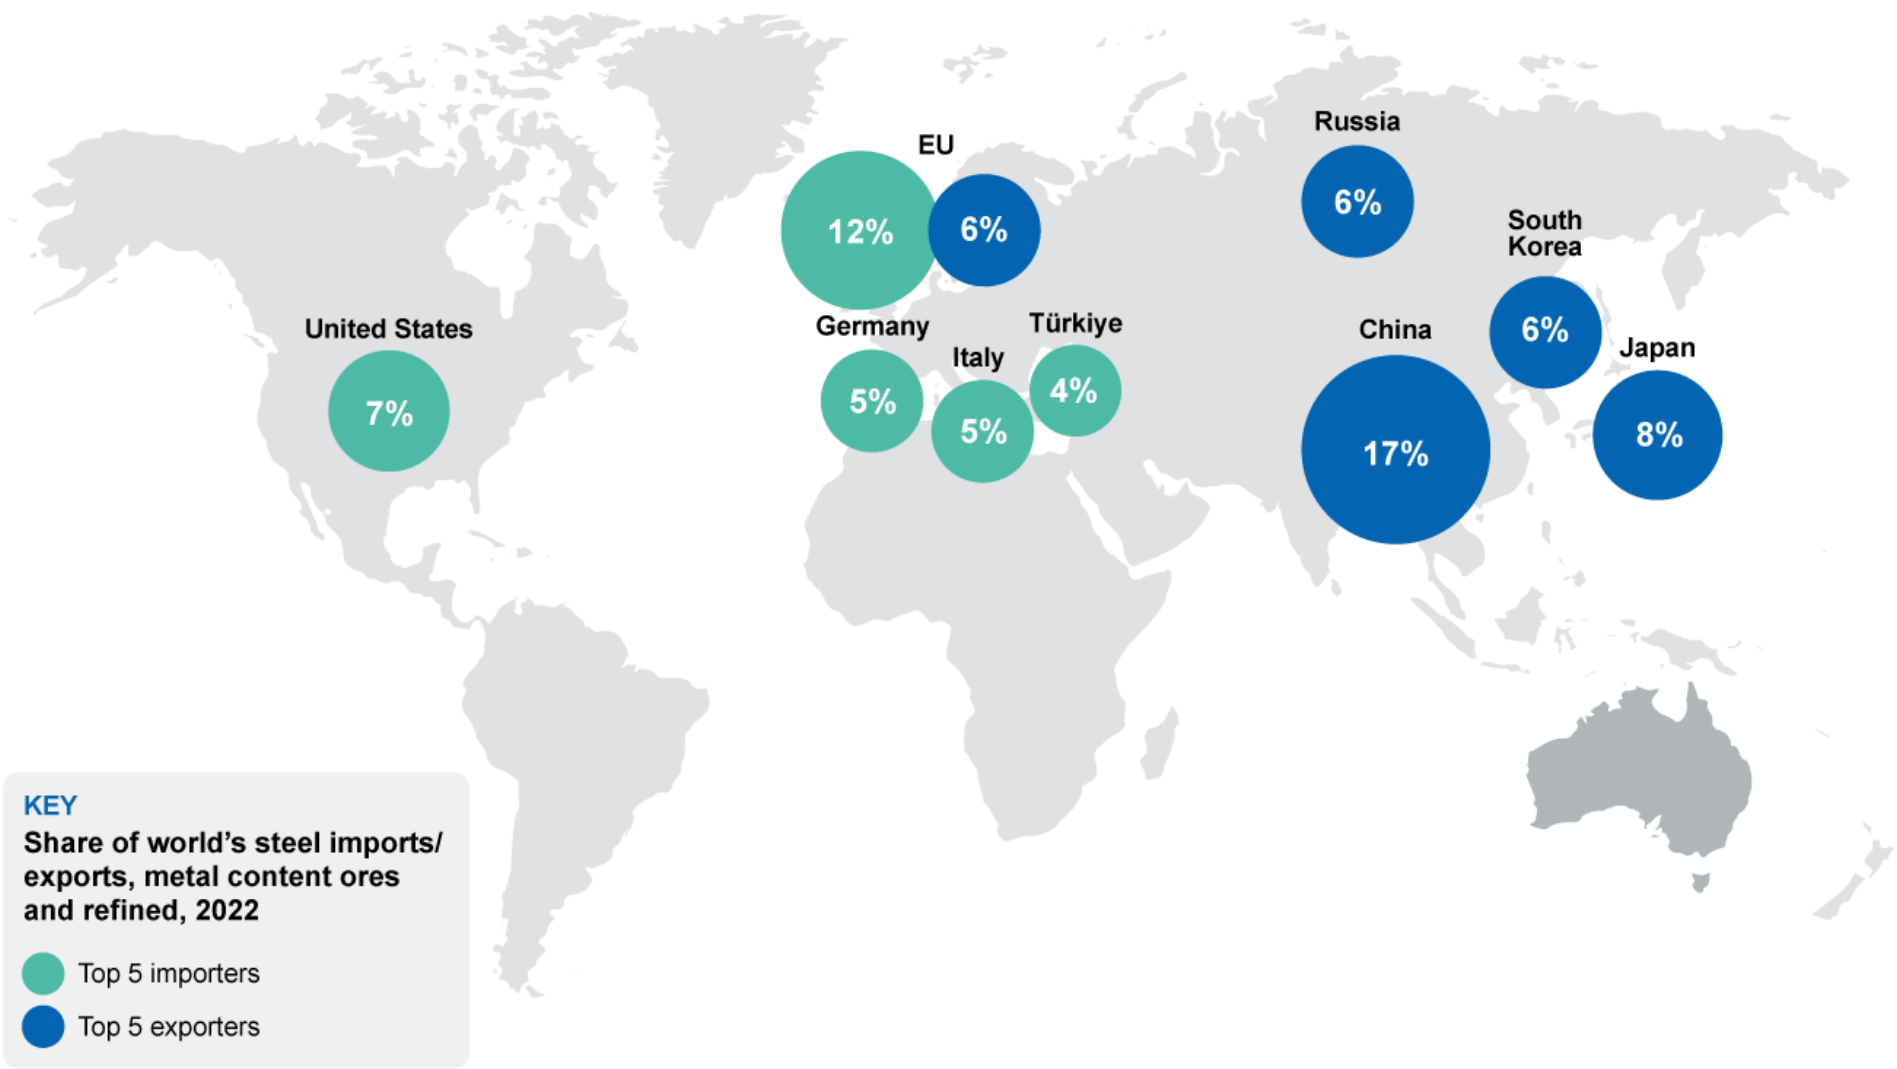 EU
12%
6%
Russia
6%
South
Korea
6%
United States
7%
Germany
5%
Italy
5%
Türkiye
4%
China
17%
Japan
8%
KEY
Share of world’s steel imports/
exports, metal content ores
and refined, 2022
Top 5 importers
Top 5 exporters